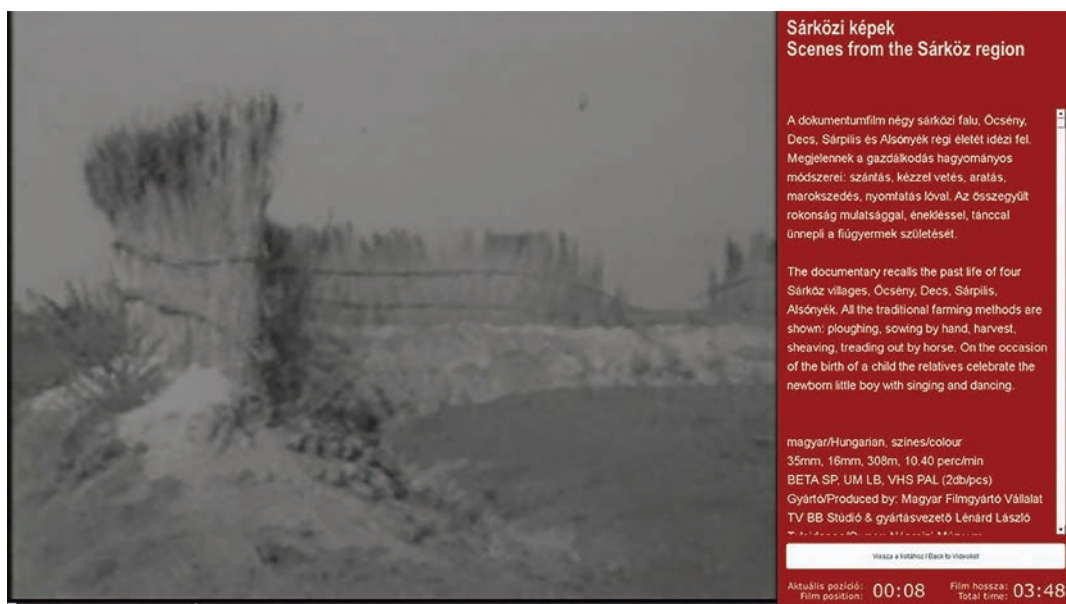 Sárközi képek
Scenes from the Sárköz region
A dokumentumfilm négy sárközi falu, Őcsény,
Decs, Sárpilis és Alsónyék régi életét idézi fel.
Megjelennek a gazdálkodás hagyományos
módszerei: szántás, kézzel vetés, aratás,
marokszedés, nyomtatás lóval. Az összegyűlt
rokonság mulatsággal, énekléssel, tánccal
ünnepli a fiúgyermek születését.
The documentary recalls the past life of four
Sárköz villages, Őcsény, Decs, Sárpilis,
Alsónyék. All the traditional farming methods are
shown: ploughing, sowing by hand, harvest,
sheaving, treading out by horse. On the occasion
of the birth of a child the relatives celebrate the
newborn little boy with singing and dancing.
magyar/Hungarian, színes/colour
35mm, 16mm, 308m, 10.40 perc/min
BETA SP, UM LB, VHS PAL (2db/pcs)
Gyártó/Produced by: Magyar Filmgyártó Vállalat
TV BB Stúdió & gyártásvezető Lénárd László
Vissza a listához / Back to Videolist
Aktuális pozíció: 00:08 Film hossza: 03:48
Film position: Total time: